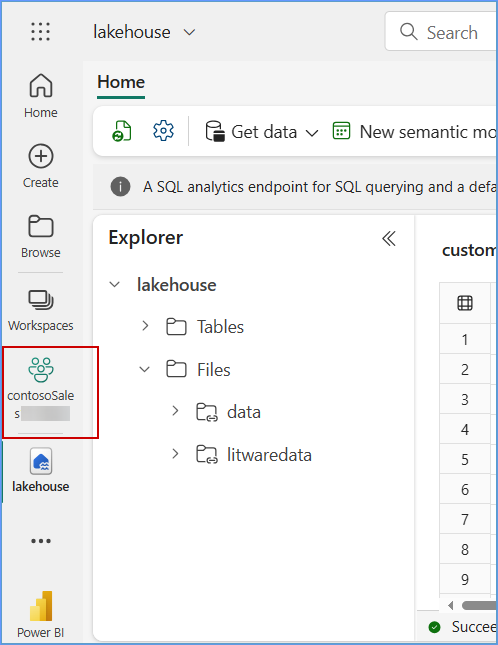 lakehouse
Search
Home
Home
Get data
New semantic mo
Create
A SQL analytics endpoint for SQL querying and a defa
Explorer
custom
Browse
lakehouse
Workspaces
Tables
1
Files
2
contosoSale
s
3
data
4
litwaredata
5
lakehouse
6
7
8
9
Power BI
Succee